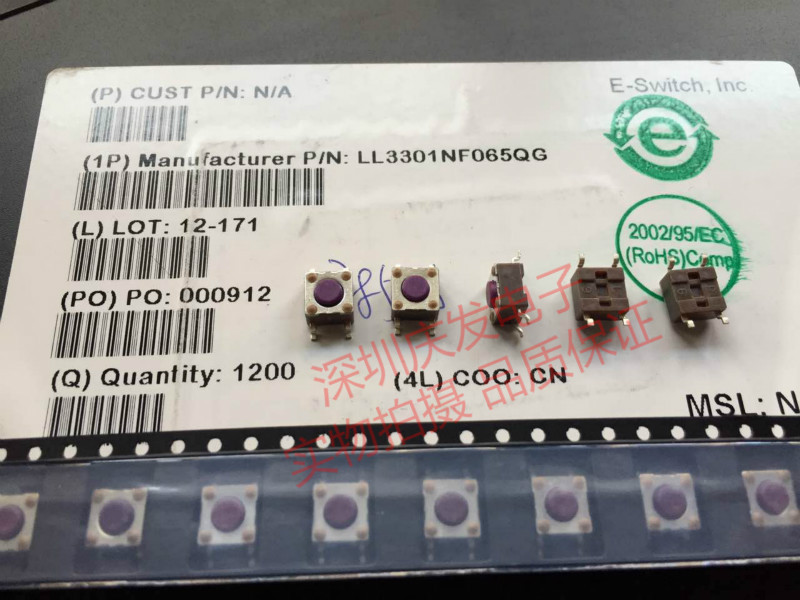 (P) CUST P/N: N/A
E-Switch, Inc.
(1P) Manufacturer P/N: LL3301NF065QG
e
(L) LOT: 12-171
2002/95/EC
(RoHS)Comp
(PO) PO: 000912
深圳庆发电子
(Q) Quantity: 1200
(4L) COO: CN
实物拍摄 品质保证
MSL: N